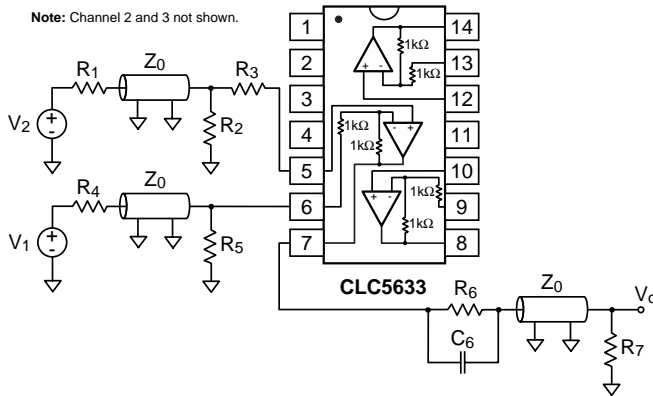 Note: Channel 2 and 3 not shown.
1
2
3
4
5
6
7
14
13
12
11
10
9
8
1kΩ
1kΩ
+ -
1kΩ
1kΩ
- +
1kΩ
1kΩ
+ -
V2
+
-
R1
Z0
R3
R2
V1
+
-
R4
Z0
R5
CLC5633
R6
C6
Z0
R7